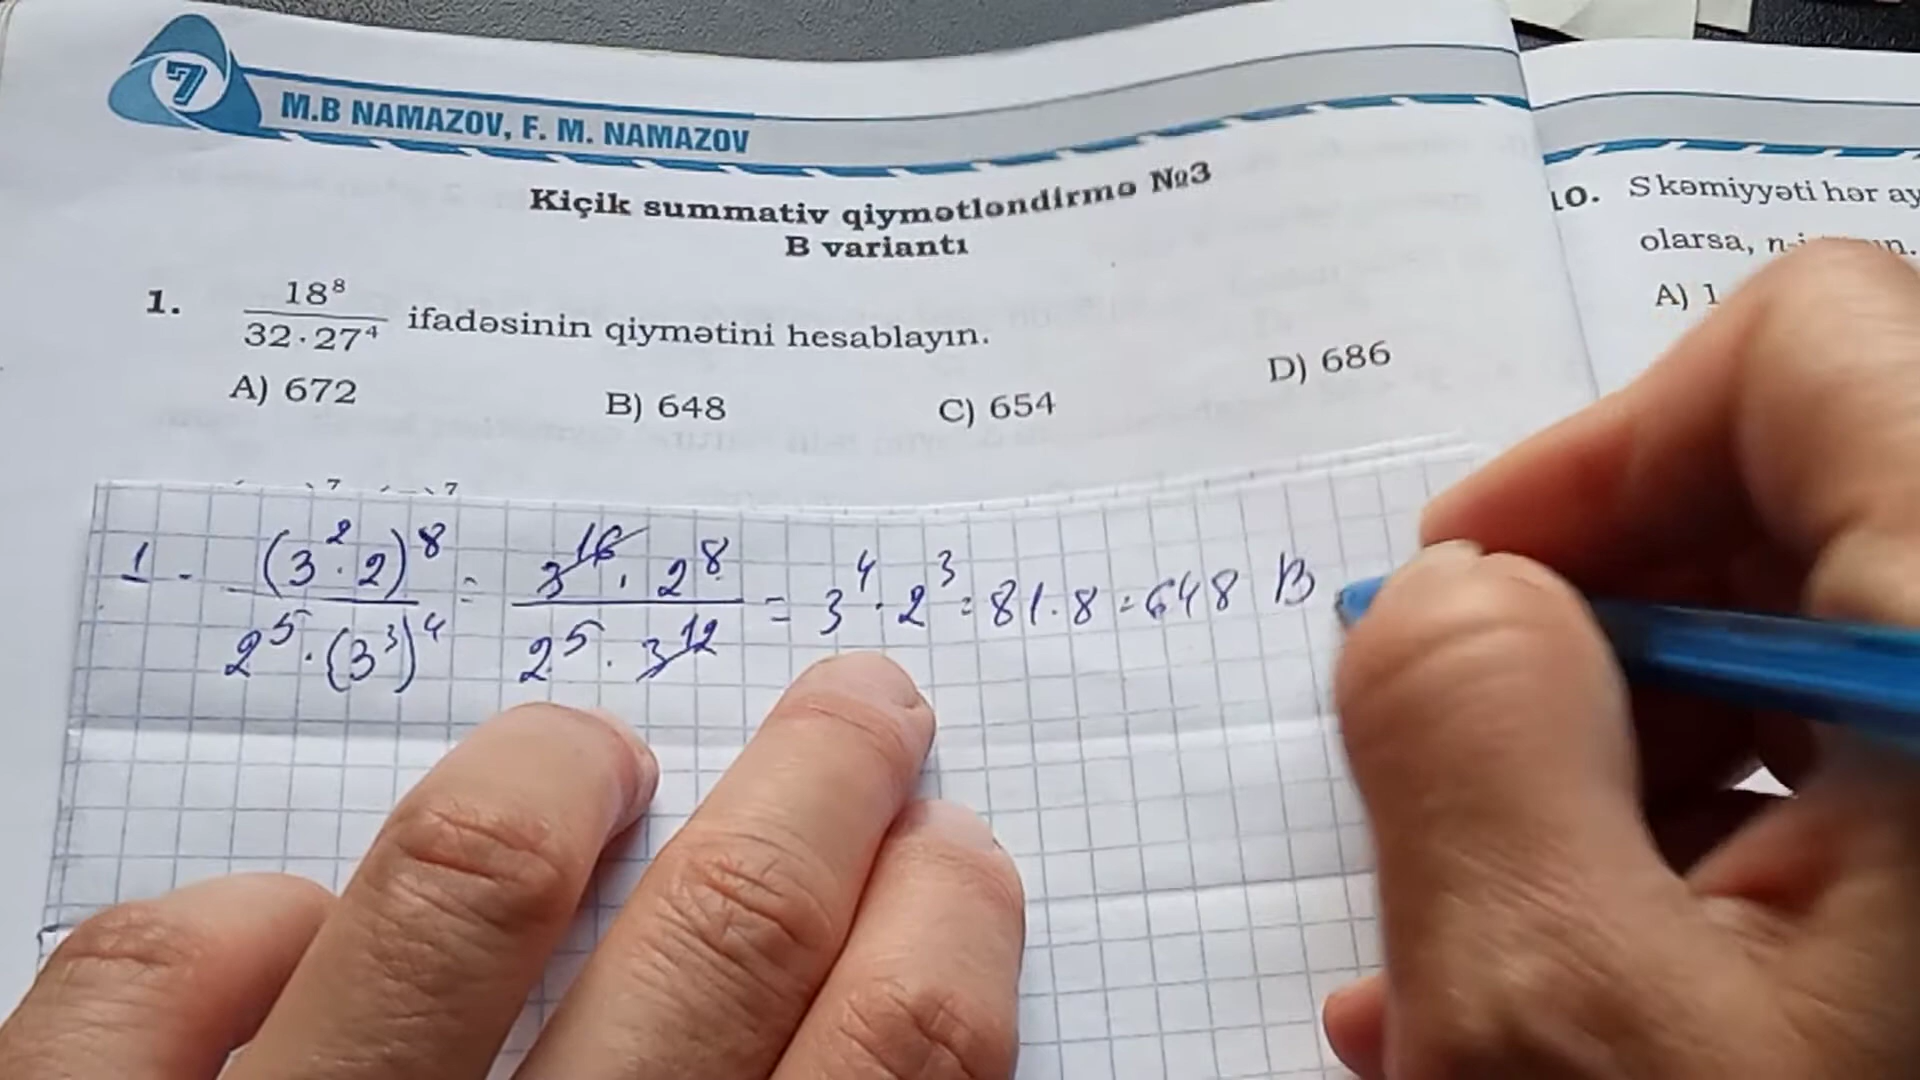 7
M.B NAMAZOV, F. M. NAMAZOV
Kiçik summativ qiymətləndirmə №3
B variantı
1. 18⁸ / 32·27⁴ ifadəsinin qiymətini hesablayın.
A) 672 B) 648 C) 654 D) 686
1 - (3²·2)⁸ / 2⁵·(3³)⁴ = 3¹⁶·2⁸ / 2⁵·3¹² = 3⁴·2³ = 81·8 = 648 B
10. S kəmiyyəti hər ay
olarsa,
A) 1